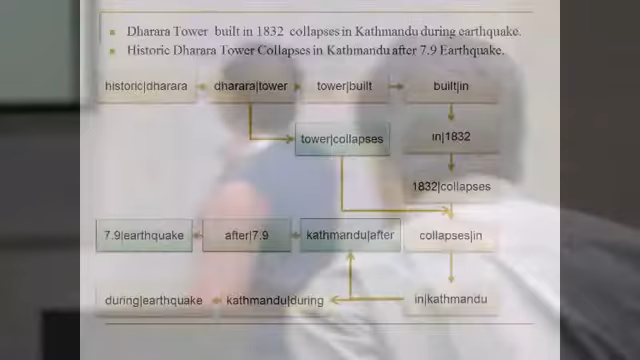 Dharara Tower built in 1832 collapses in Kathmandu during earthquake.
Historic Dharara Tower Collapses in Kathmandu after 7.9 Earthquake.
historic|dharara dharara|tower tower|built built|in
tower|collapses in|1832
1832|collapses
7.9|earthquake after|7.9 kathmandu|after collapses|in
during|earthquake kathmandu|during in|kathmandu